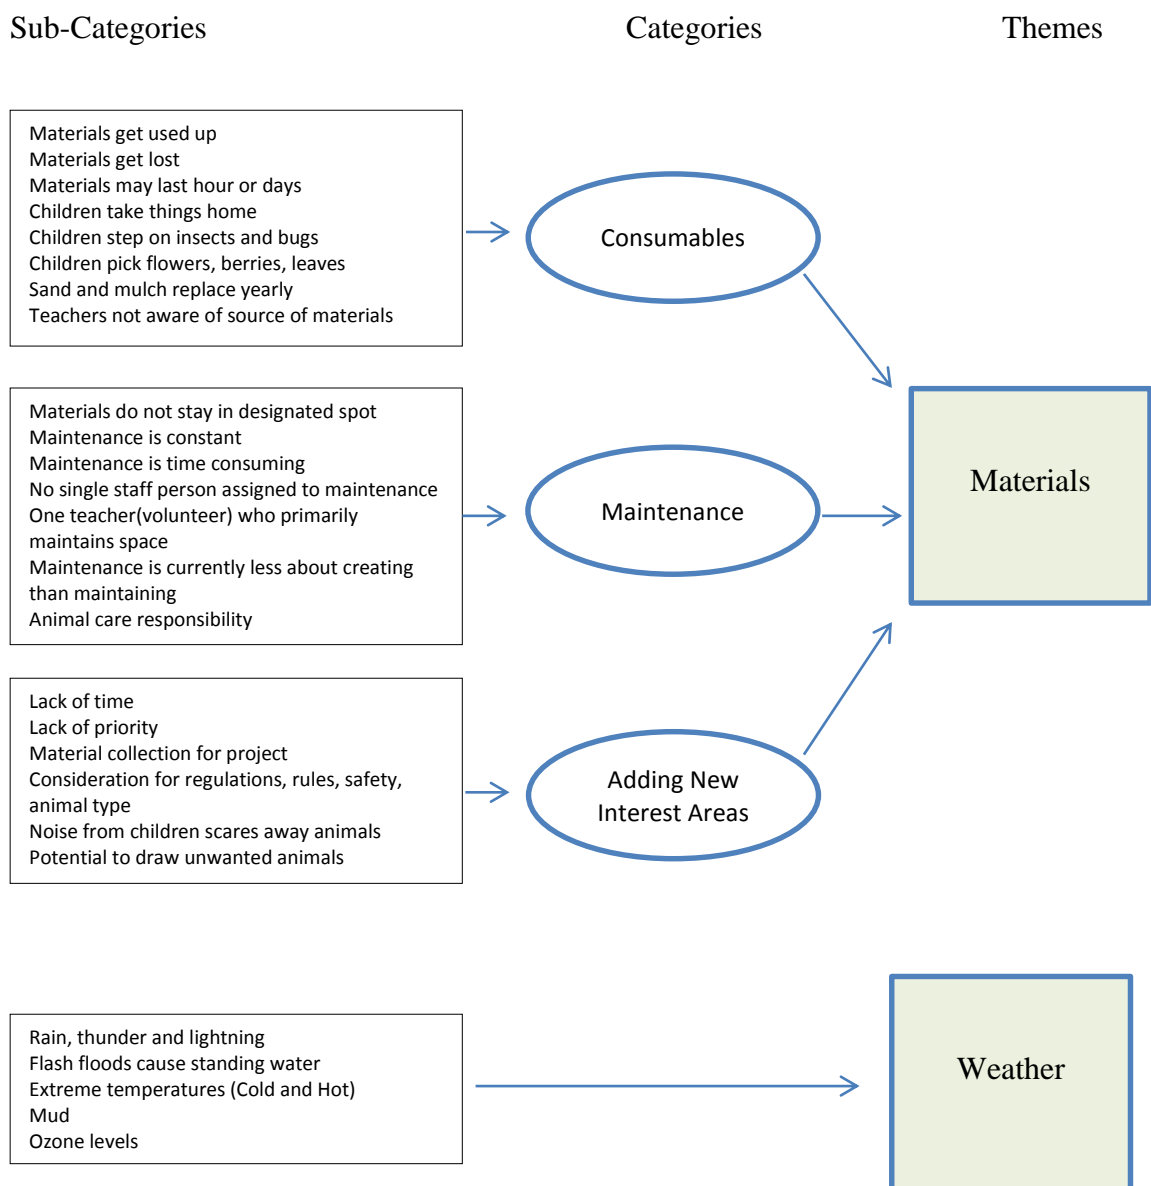 Sub-Categories Categories Themes
Materials get used up
Materials get lost
Materials may last hour or days
Children take things home
Children step on insects and bugs
Children pick flowers, berries, leaves
Sand and mulch replace yearly
Teachers not aware of source of materials
Consumables
Materials do not stay in designated spot
Maintenance is constant
Maintenance is time consuming
No single staff person assigned to maintenance
One teacher(volunteer) who primarily
maintains space
Maintenance is currently less about creating
than maintaining
Animal care responsibility
Maintenance
Materials
Lack of time
Lack of priority
Material collection for project
Consideration for regulations, rules, safety,
animal type
Noise from children scares away animals
Potential to draw unwanted animals
Adding New
Interest Areas
Rain, thunder and lightning
Flash floods cause standing water
Extreme temperatures (Cold and Hot)
Mud
Ozone levels
Weather